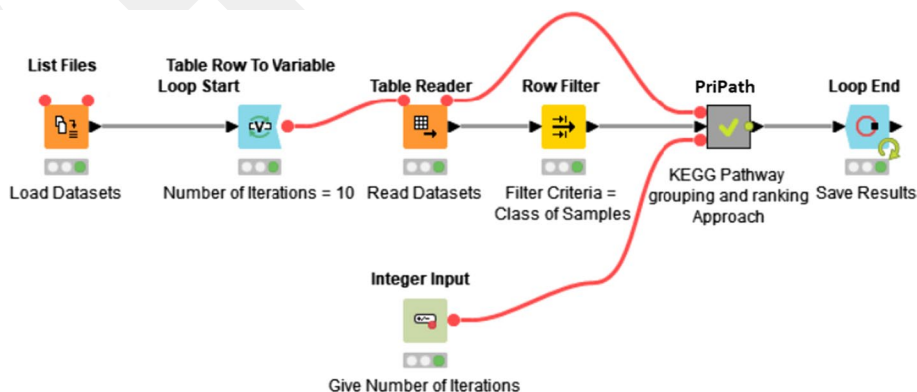 List Files
Table Row To Variable
Loop Start
Table Reader
Row Filter
PriPath
Loop End
Load Datasets
Number of Iterations = 10
Read Datasets
Filter Criteria =
Class of Samples
KEGG Pathway
grouping and ranking
Approach
Save Results
Integer Input
Give Number of Iterations